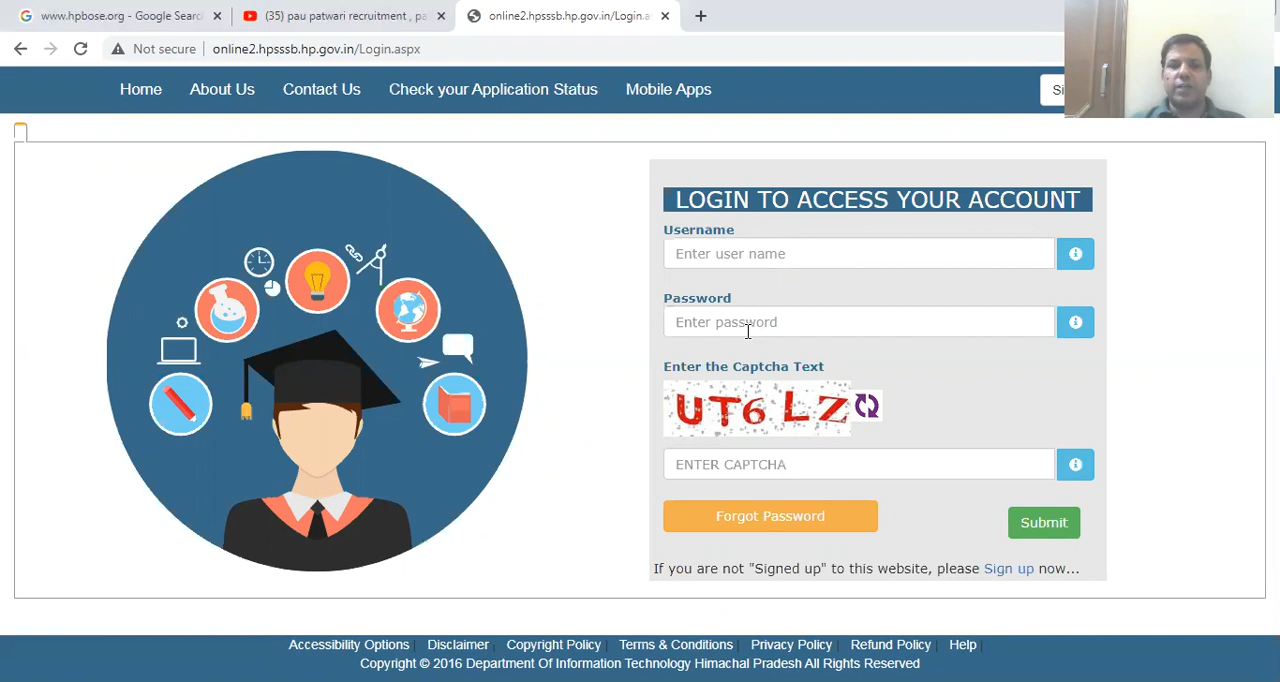 www.hpbose.org - Google Searc
(35) pau patwari recruitment , pa
online2.hpsssb.hp.gov.in/Login.a
Not secure online2.hpsssb.hp.gov.in/Login.aspx
Home About Us Contact Us Check your Application Status Mobile Apps Si
LOGIN TO ACCESS YOUR ACCOUNT
Username
Enter user name
Password
Enter password
Enter the Captcha Text
UT6 LZ
ENTER CAPTCHA
Forgot Password Submit
If you are not "Signed up" to this website, please Sign up now...
Accessibility Options Disclaimer Copyright Policy Terms & Conditions Privacy Policy Refund Policy Help
Copyright © 2016 Department Of Information Technology Himachal Pradesh All Rights Reserved